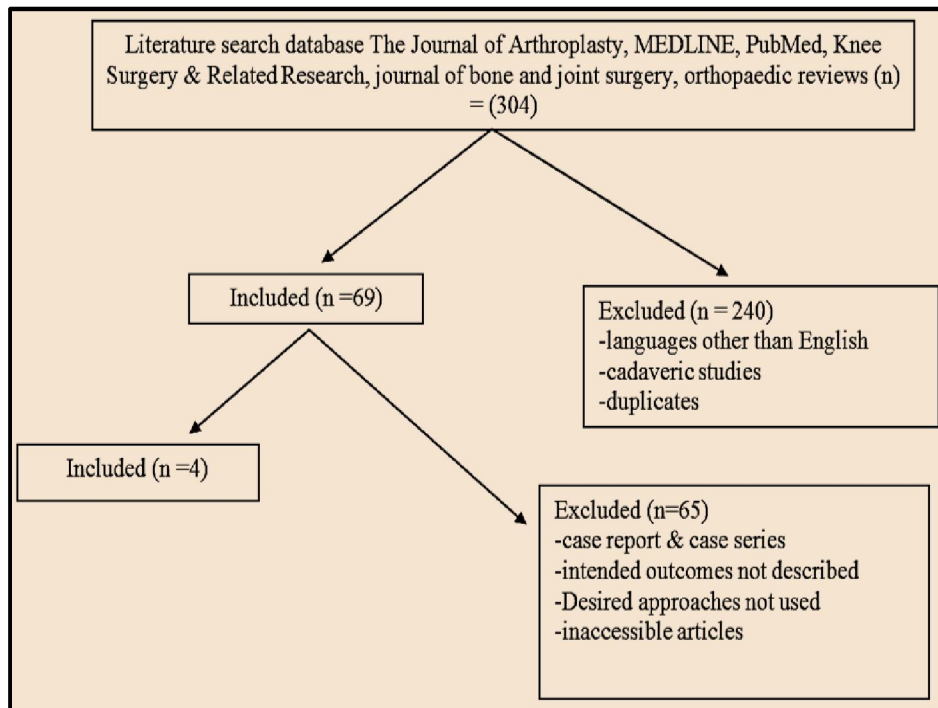 Literature search database The Journal of Arthroplasty, MEDLINE, PubMed, Knee
Surgery & Related Research, journal of bone and joint surgery, orthopaedic reviews (n)
= (304)
Included (n =69)
Excluded (n = 240)
-languages other than English
-cadaveric studies
-duplicates
Included (n =4)
Excluded (n=65)
-case report & case series
-intended outcomes not described
-Desired approaches not used
-inaccessible articles